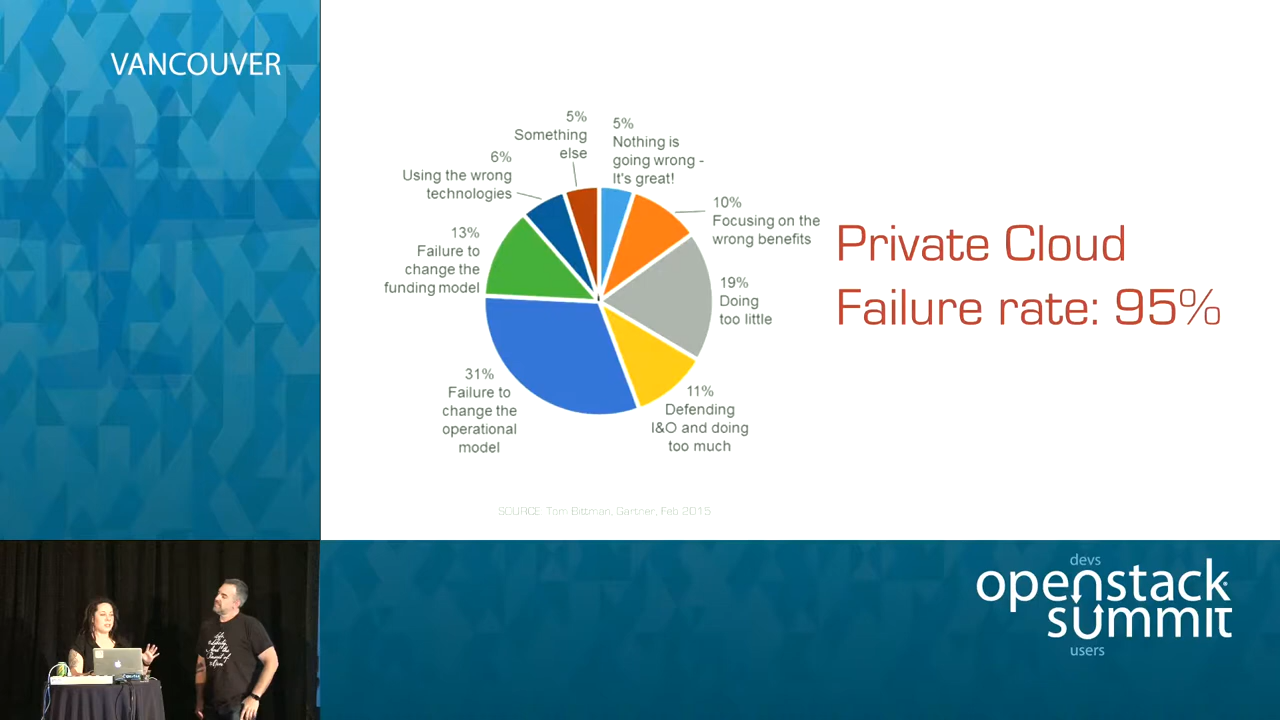 VANCOUVER
5%
Something
else
5%
Nothing is
going wrong -
It's great!
6%
Using the wrong
technologies
10%
Focusing on the
wrong benefits
13%
Failure to
change the
funding model
19%
Doing
too little
31%
Failure to
change the
operational
model
11%
Defending
I&O and doing
too much
Private Cloud
Failure rate: 95%
SOURCE: Tom Bittman, Gartner, Feb 2015
devs
openstack
summit
users